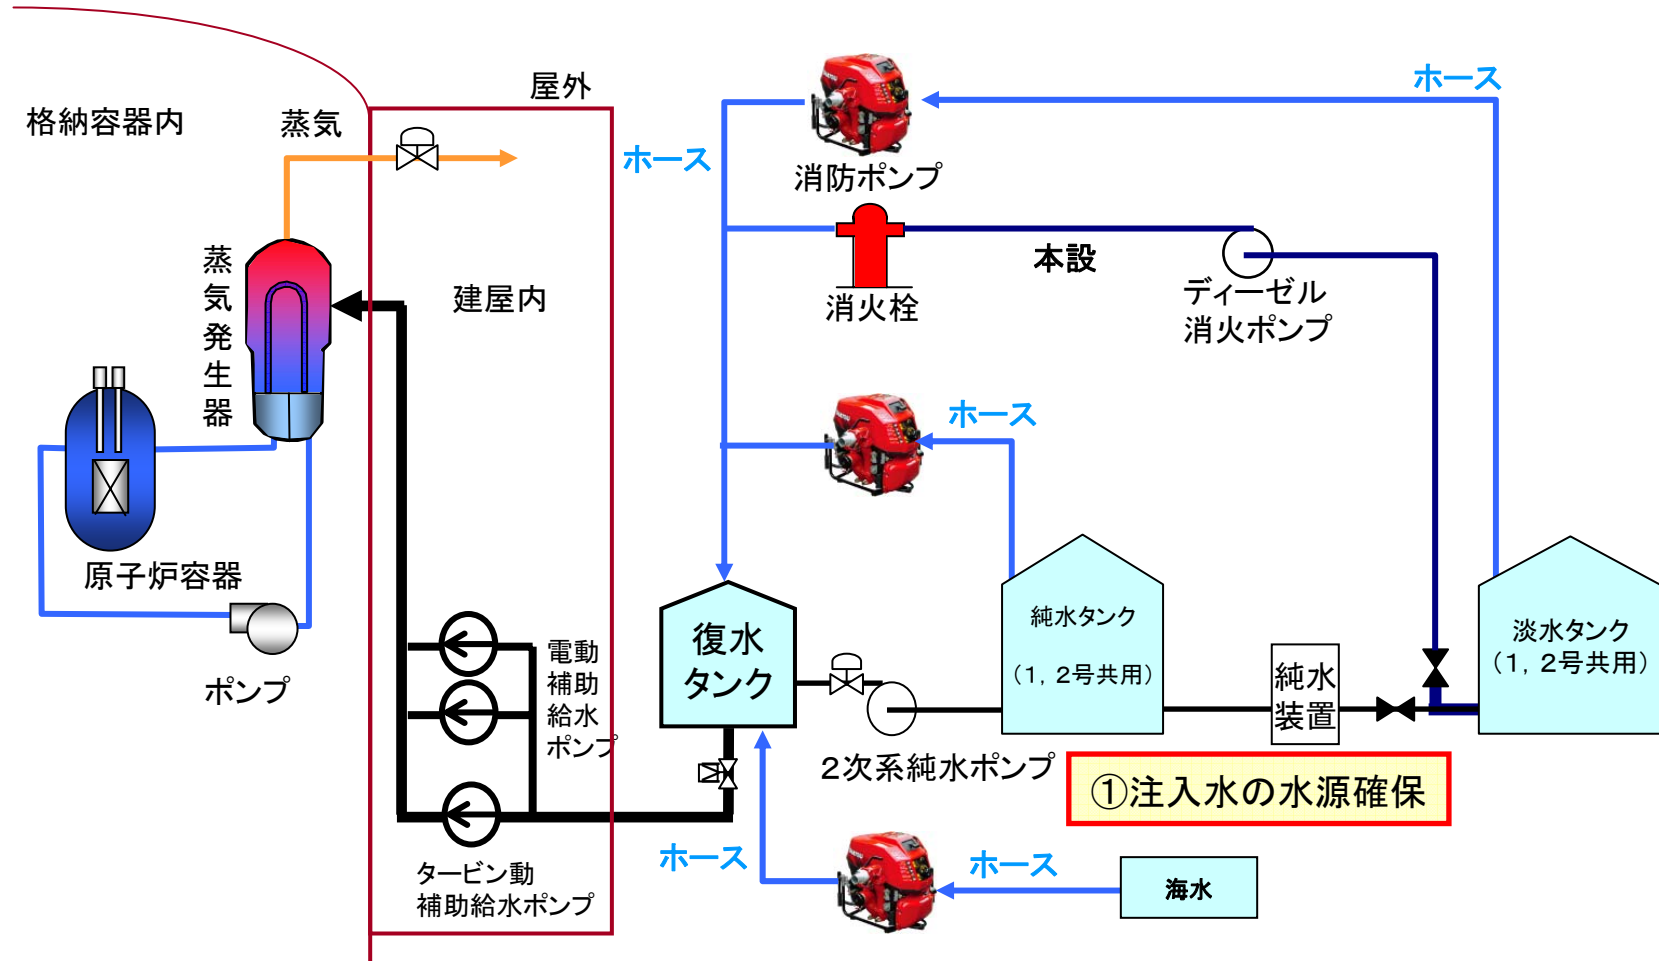 屋外
ホース
格納容器内
蒸気
ホース
消防ポンプ
蒸気発生器
本設
建屋内
消火栓
ディーゼル
消火ポンプ
ホース
原子炉容器
純水タンク
(1,2号共用)
淡水タンク
(1,2号共用)
復水
タンク
電動
補助
給水
ポンプ
ポンプ
純水
装置
2次系純水ポンプ
①注入水の水源確保
ホース
ホース
海水
タービン動
補助給水ポンプ